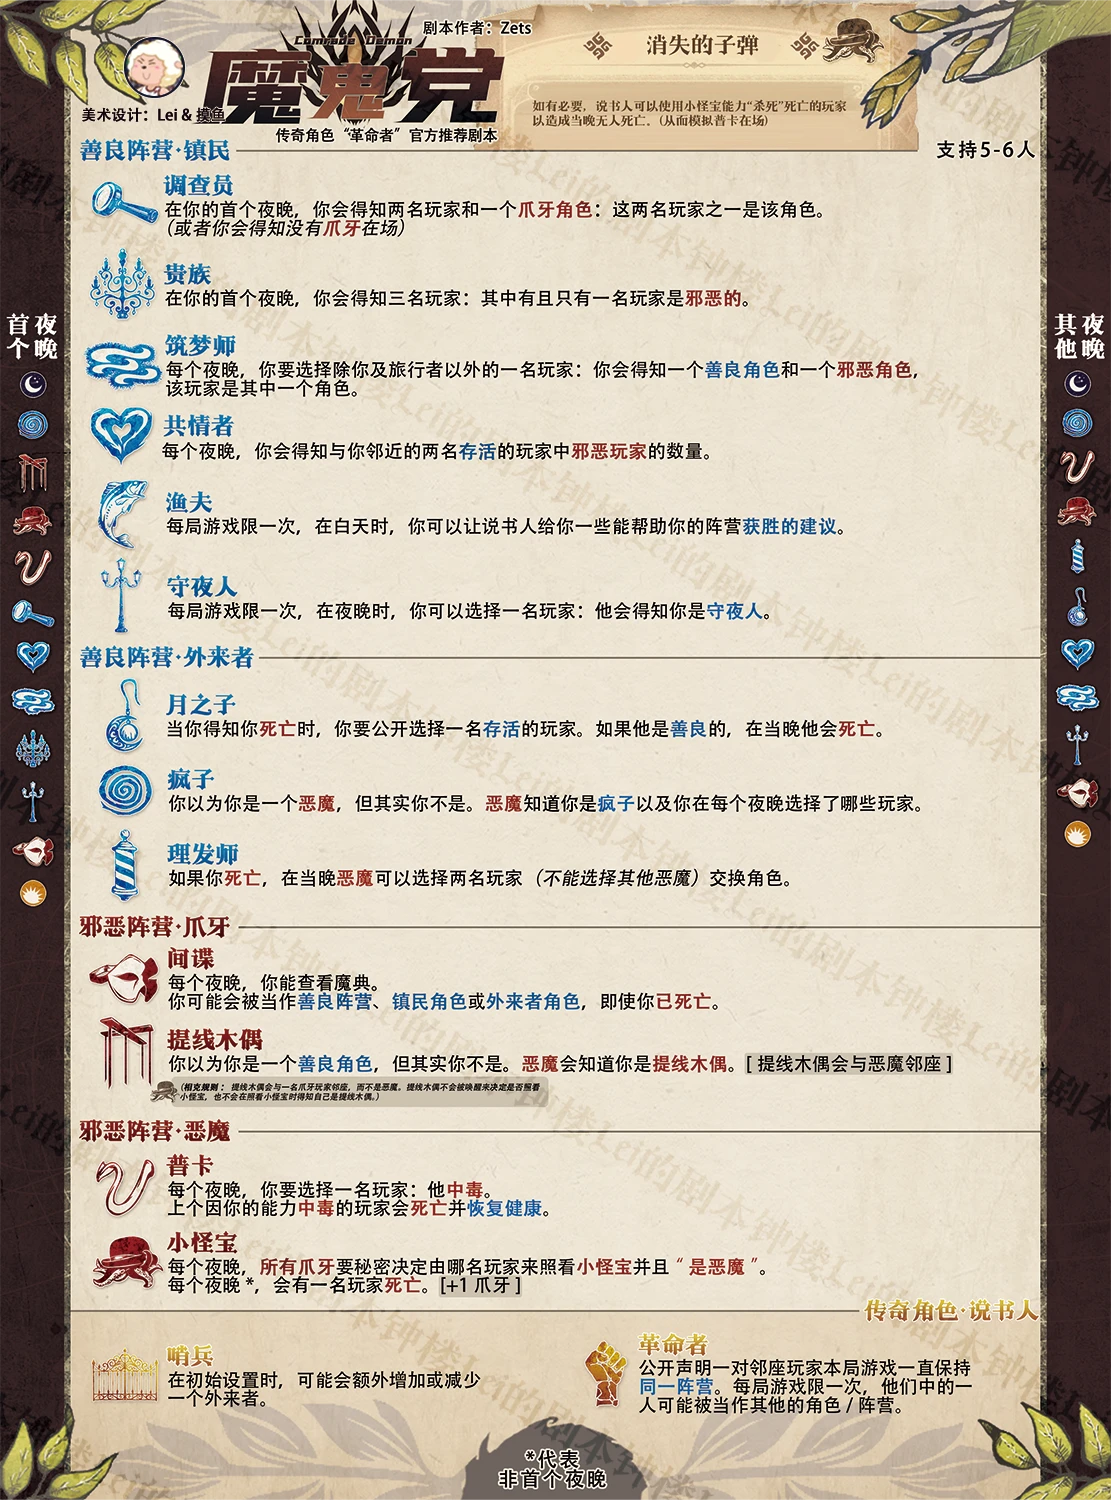 剧本作者：Zets
Comrade Demon
魔鬼党
美术设计：Lei & 摸鱼
传奇角色“革命者”官方推荐剧本
消失的子弹
如有必要，说书人可以使用小怪宝能力“杀死”死亡的玩家
以造成当晚无人死亡。(从而模拟普卡在场)
善良阵营·镇民
支持5-6人
调查员
在你的首个夜晚，你会得知两名玩家和一个爪牙角色：这两名玩家之一是该角色。
（或者你会得知没有爪牙在场）
贵族
在你的首个夜晚，你会得知三名玩家：其中有且只有一名玩家是邪恶的。
筑梦师
每个夜晚，你要选择除你及旅行者以外的一名玩家：你会得知一个善良角色和一个邪恶角色，
该玩家是其中一个角色。
共情者
每个夜晚，你会得知与你邻近的两名存活的玩家中邪恶玩家的数量。
渔夫
每局游戏限一次，在白天时，你可以让说书人给你一些能帮助你的阵营获胜的建议。
守夜人
每局游戏限一次，在夜晚时，你可以选择一名玩家：他会得知你是守夜人。
善良阵营·外来者
月之子
当你得知你死亡时，你要公开选择一名存活的玩家。如果他是善良的，在当晚他会死亡。
疯子
你以为你是一个恶魔，但其实你不是。恶魔知道你是疯子以及你在每个夜晚选择了哪些玩家。
理发师
如果你死亡，在当晚恶魔可以选择两名玩家（不能选择其他恶魔）交换角色。
邪恶阵营·爪牙
间谍
每个夜晚，你能查看魔典。
你可能会被当作善良阵营、镇民角色或外来者角色，即使你已死亡。
提线木偶
你以为你是一个善良角色，但其实你不是。恶魔会知道你是提线木偶。[ 提线木偶会与恶魔邻座 ]
（相克规则： 提线木偶会与一名爪牙玩家邻座，而不是恶魔。提线木偶不会被唤醒来决定是否照看
小怪宝，也不会在照看小怪宝时得知自己是提线木偶。）
邪恶阵营·恶魔
普卡
每个夜晚，你要选择一名玩家：他中毒。
上个因你的能力中毒的玩家会死亡并恢复健康。
小怪宝
每个夜晚，所有爪牙要秘密决定由哪名玩家来照看小怪宝并且“是恶魔”。
每个夜晚 *，会有一名玩家死亡。[+1 爪牙 ]
传奇角色·说书人
哨兵
在初始设置时，可能会额外增加或减少
一个外来者。
革命者
公开声明一对邻座玩家本局游戏一直保持
同一阵营。每局游戏限一次，他们中的一
人可能被当作其他的角色 / 阵营。
首个夜晚
其他夜晚
*代表
非首个夜晚
Lei的剧本钟楼